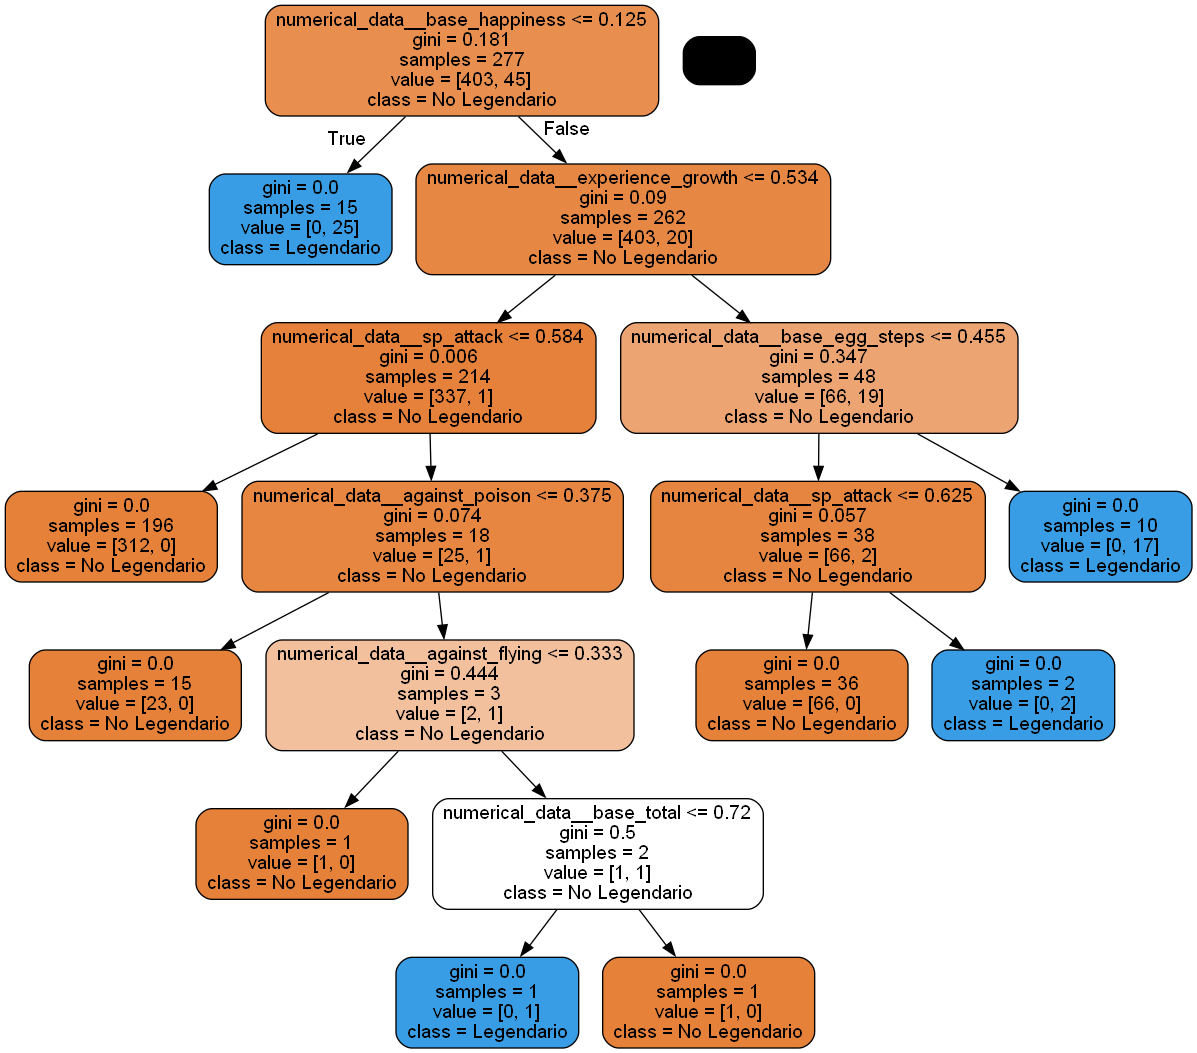 numerical_data__base_happiness <= 0.125
gini = 0.181
samples = 277
value = [403, 45]
class = No Legendario
True
False
gini = 0.0
samples = 15
value = [0, 25]
class = Legendario
numerical_data__experience_growth <= 0.534
gini = 0.09
samples = 262
value = [403, 20]
class = No Legendario
numerical_data__sp_attack <= 0.584
gini = 0.006
samples = 214
value = [337, 1]
class = No Legendario
numerical_data__base_egg_steps <= 0.455
gini = 0.347
samples = 48
value = [66, 19]
class = No Legendario
gini = 0.0
samples = 196
value = [312, 0]
class = No Legendario
numerical_data__against_poison <= 0.375
gini = 0.074
samples = 18
value = [25, 1]
class = No Legendario
numerical_data__sp_attack <= 0.625
gini = 0.057
samples = 38
value = [66, 2]
class = No Legendario
gini = 0.0
samples = 10
value = [0, 17]
class = Legendario
gini = 0.0
samples = 15
value = [23, 0]
class = No Legendario
numerical_data__against_flying <= 0.333
gini = 0.444
samples = 3
value = [2, 1]
class = No Legendario
gini = 0.0
samples = 36
value = [66, 0]
class = No Legendario
gini = 0.0
samples = 2
value = [0, 2]
class = Legendario
gini = 0.0
samples = 1
value = [1, 0]
class = No Legendario
numerical_data__base_total <= 0.72
gini = 0.5
samples = 2
value = [1, 1]
class = No Legendario
gini = 0.0
samples = 1
value = [0, 1]
class = Legendario
gini = 0.0
samples = 1
value = [1, 0]
class = No Legendario